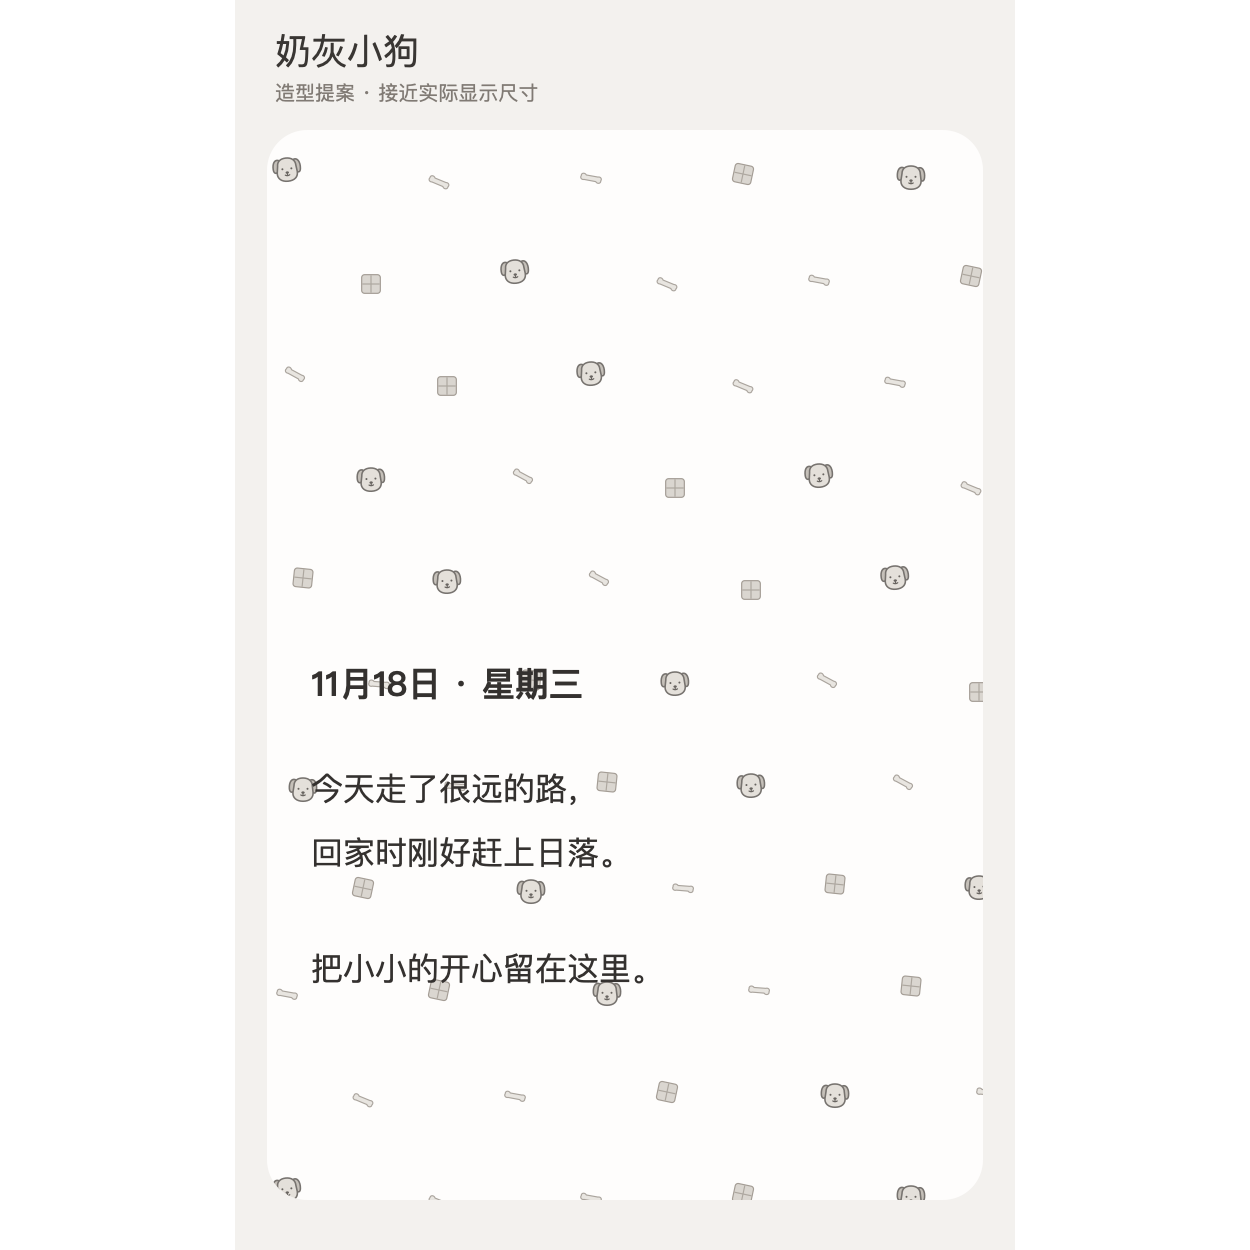 奶灰小狗
造型提案 · 接近实际显示尺寸
11月18日 · 星期三
今天走了很远的路，
回家时刚好赶上日落。
把小小的开心留在这里。